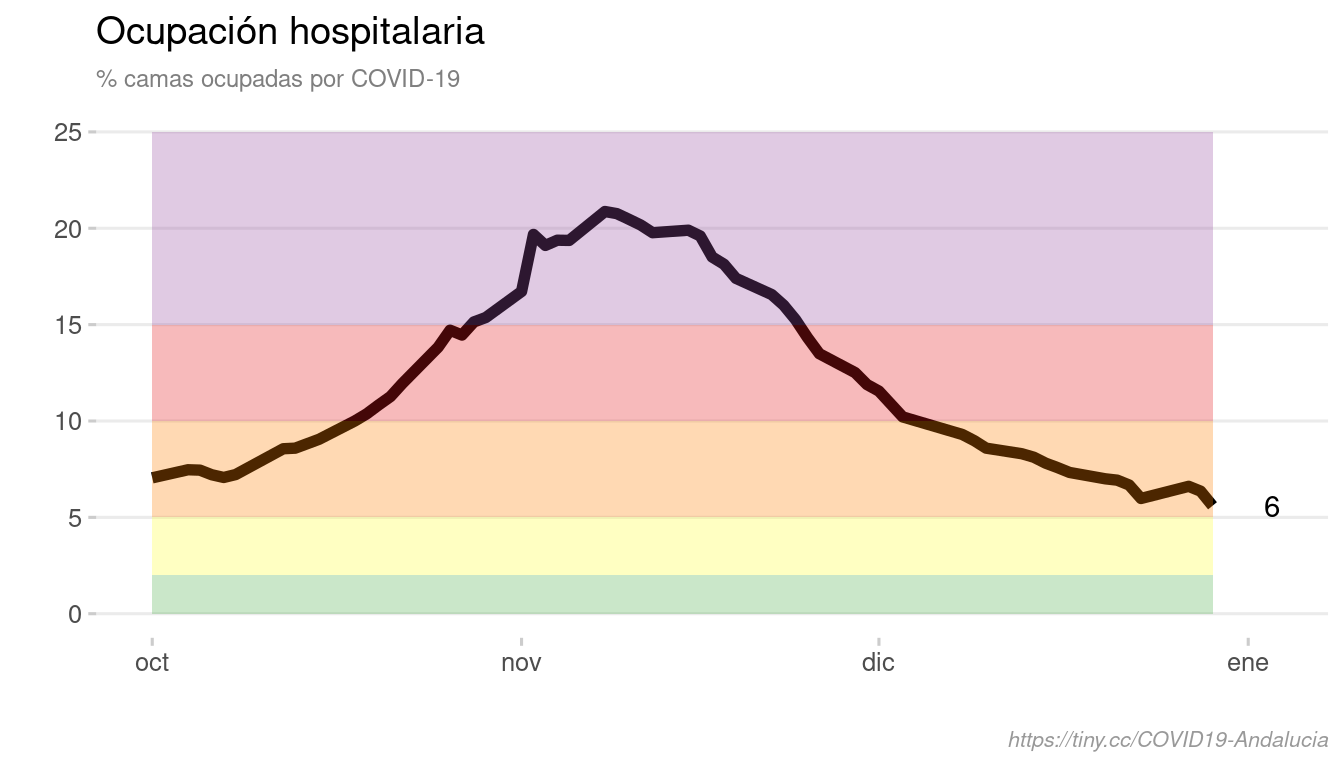 Ocupación hospitalaria
% camas ocupadas por COVID-19
25
20
15
10
5
0
6
oct nov dic ene
https://tiny.cc/COVID19-Andalucia